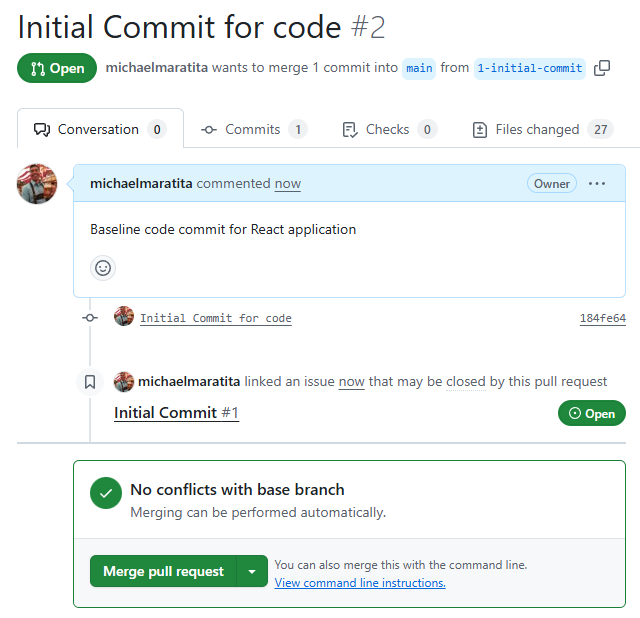 Initial Commit for code #2
Open michaelmaratita wants to merge 1 commit into main from 1-initial-commit
Conversation 0 Commits 1 Checks 0 Files changed 27
michaelmaratita commented now Owner
Baseline code commit for React application
Initial Commit for code 184fe64
michaelmaratita linked an issue now that may be closed by this pull request
Initial Commit #1 Open
No conflicts with base branch
Merging can be performed automatically.
Merge pull request You can also merge this with the command line.
View command line instructions.